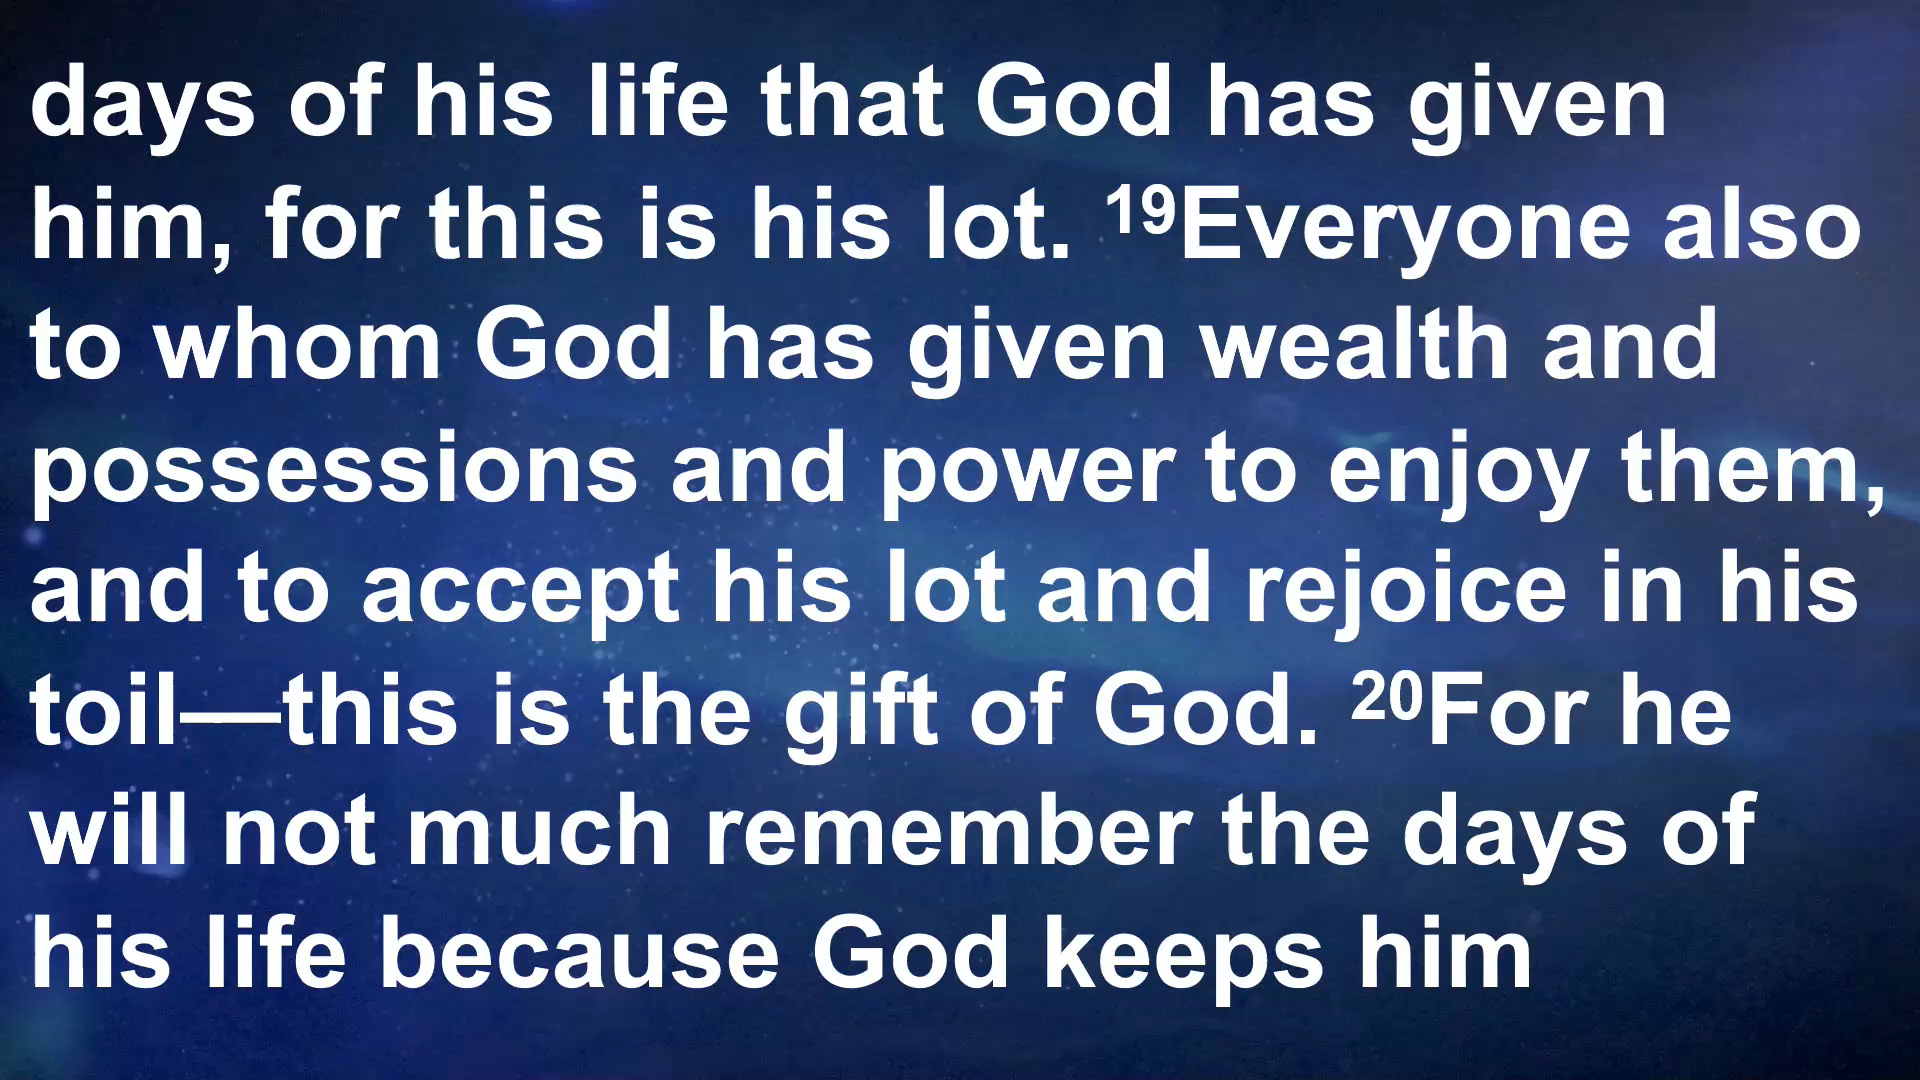 days of his life that God has given
him, for this is his lot. ¹⁹Everyone also
to whom God has given wealth and
possessions and power to enjoy them,
and to accept his lot and rejoice in his
toil—this is the gift of God. ²⁰For he
will not much remember the days of
his life because God keeps him